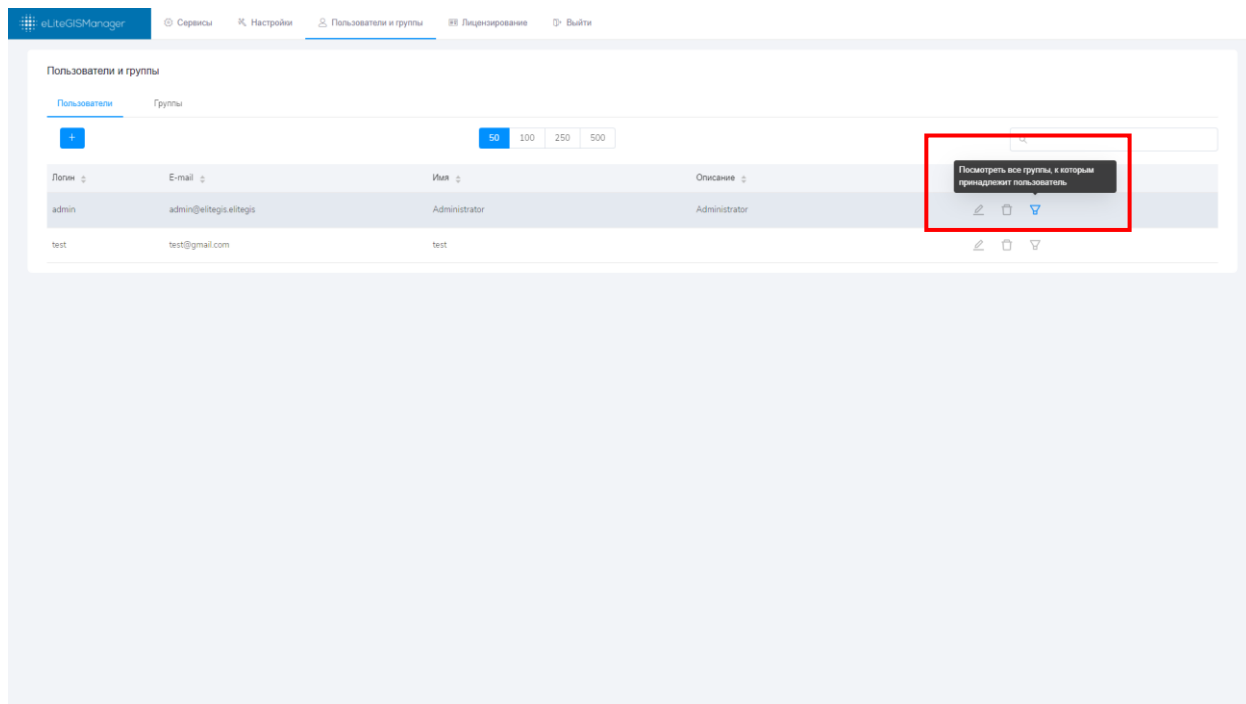 eLiteGISManager Сервисы Настройки Пользователи и группы Лицензирование Выйти
Пользователи и группы
Пользователи Группы
+ 50 100 250 500
Логин E-mail Имя Описание
Посмотреть все группы, к которым
принадлежит пользователь
admin admin@elitegis.elitegis Administrator Administrator
test test@gmail.com test